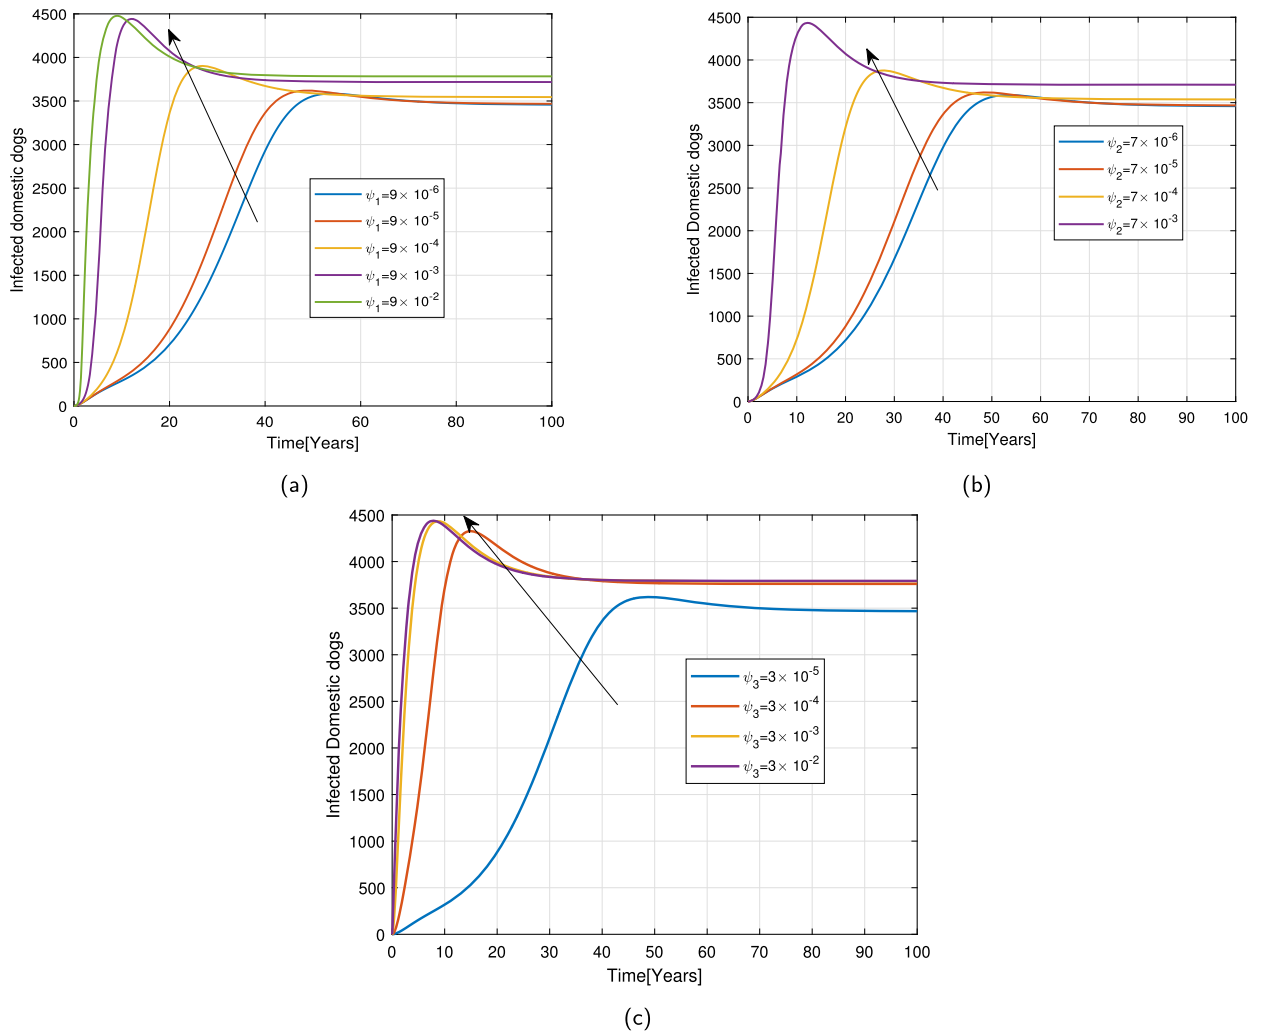 4500
4000
3500
3000
2500
2000
1500
1000
500
0
Infected domestic dogs
ψ1=9× 10-6
ψ1=9× 10-5
ψ1=9× 10-4
ψ1=9× 10-3
ψ1=9× 10-2
0 20 40 60 80 100
Time[Years]
(a)
4500
4000
3500
3000
2500
2000
1500
1000
500
0
Infected Domestic dogs
ψ2=7× 10-6
ψ2=7× 10-5
ψ2=7× 10-4
ψ2=7× 10-3
0 10 20 30 40 50 60 70 80 90 100
Time[Years]
(b)
4500
4000
3500
3000
2500
2000
1500
1000
500
0
Infected Domestic dogs
ψ3=3× 10-5
ψ3=3× 10-4
ψ3=3× 10-3
ψ3=3× 10-2
0 10 20 30 40 50 60 70 80 90 100
Time[Years]
(c)